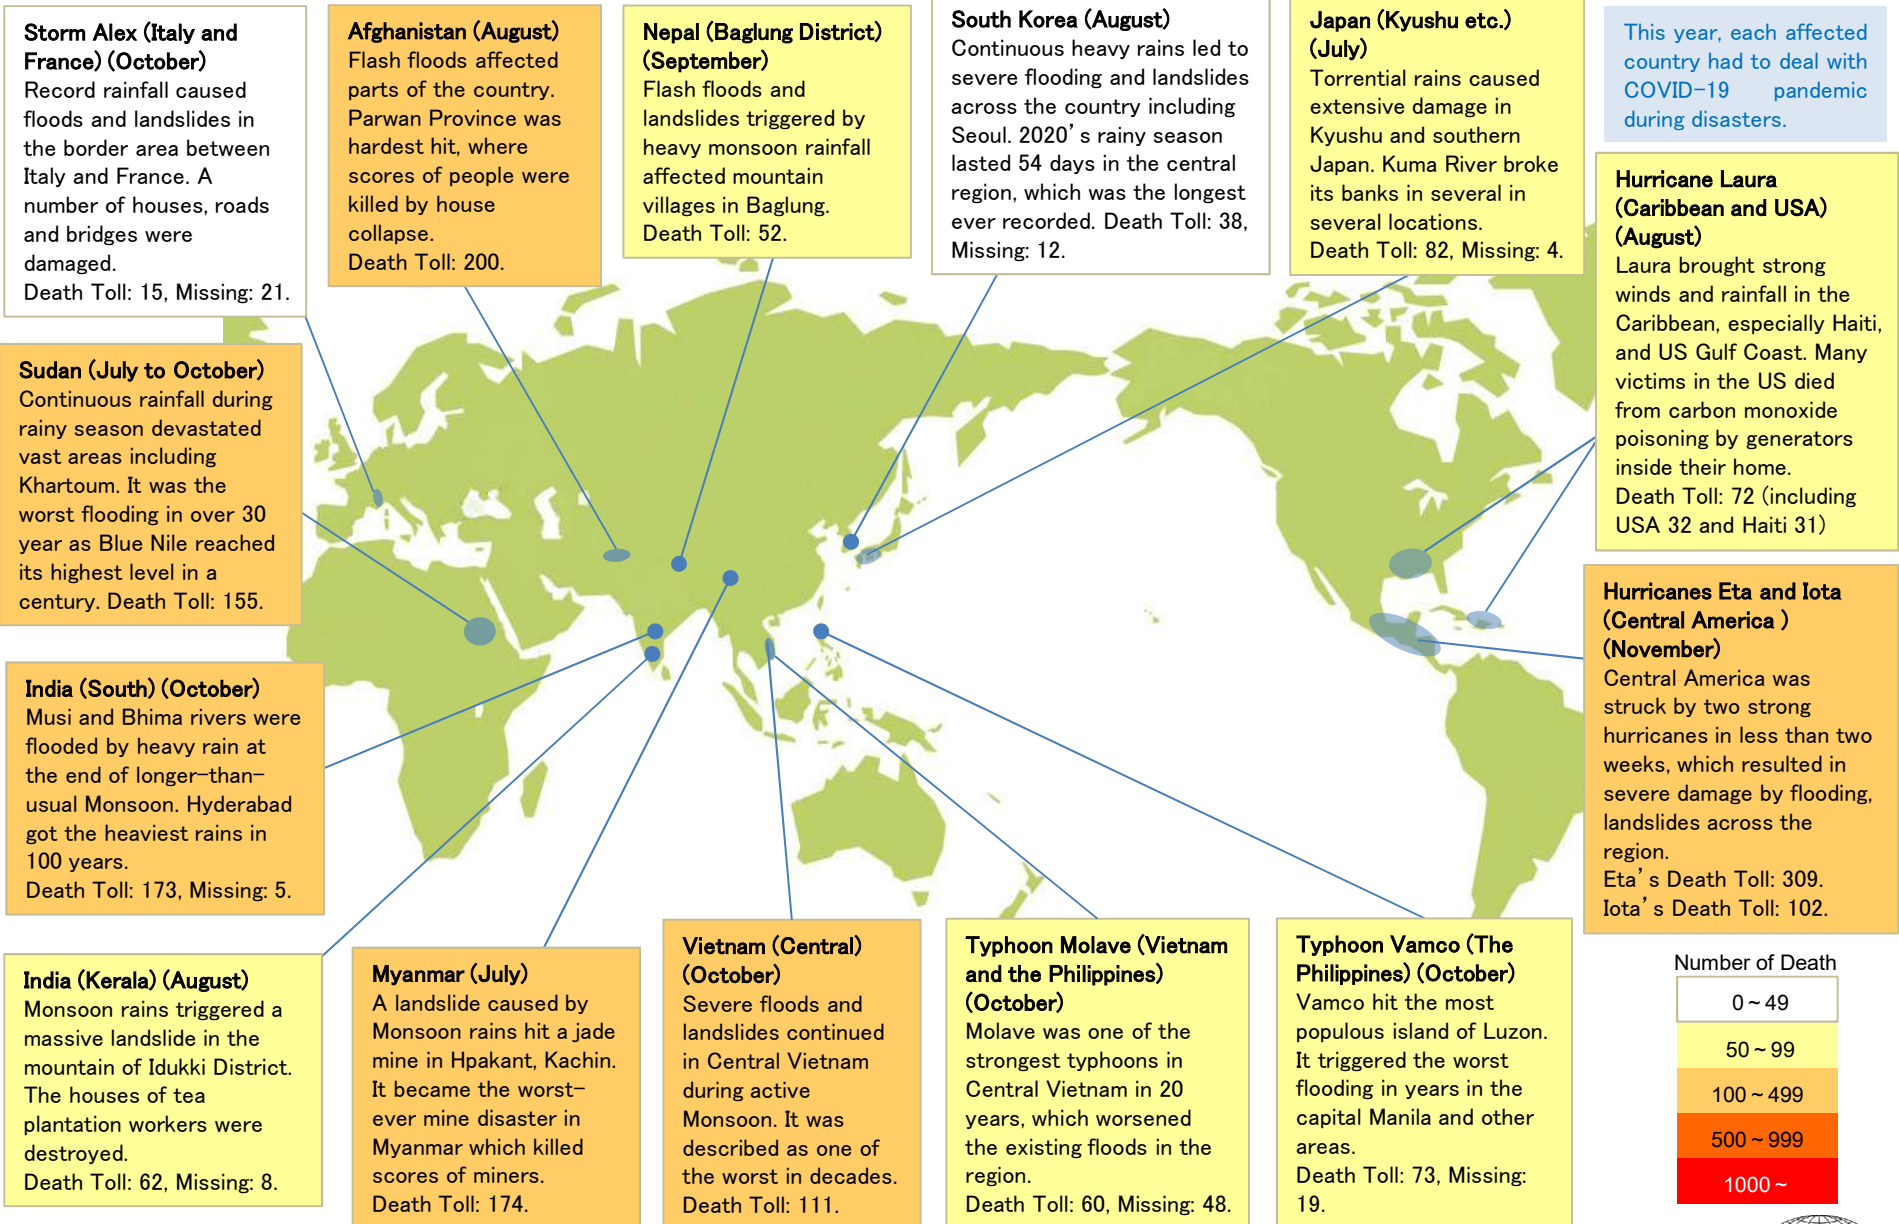 Storm Alex (Italy and
France) (October)
Record rainfall caused
floods and landslides in
the border area between
Italy and France. A
number of houses, roads
and bridges were
damaged.
Death Toll: 15, Missing: 21.
Afghanistan (August)
Flash floods affected
parts of the country.
Parwan Province was
hardest hit, where
scores of people were
killed by house
collapse.
Death Toll: 200.
Nepal (Baglung District)
(September)
Flash floods and
landslides triggered by
heavy monsoon rainfall
affected mountain
villages in Baglung.
Death Toll: 52.
South Korea (August)
Continuous heavy rains led to
severe flooding and landslides
across the country including
Seoul. 2020's rainy season
lasted 54 days in the central
region, which was the longest
ever recorded. Death Toll: 38,
Missing: 12.
Japan (Kyushu etc.)
(July)
Torrential rains caused
extensive damage in
Kyushu and southern
Japan. Kuma River broke
its banks in several in
several locations.
Death Toll: 82, Missing: 4.
This year, each affected
country had to deal with
COVID-19 pandemic
during disasters.
Hurricane Laura
(Caribbean and USA)
(August)
Laura brought strong
winds and rainfall in the
Caribbean, especially Haiti,
and US Gulf Coast. Many
victims in the US died
from carbon monoxide
poisoning by generators
inside their home.
Death Toll: 72 (including
USA 32 and Haiti 31)
Sudan (July to October)
Continuous rainfall during
rainy season devastated
vast areas including
Khartoum. It was the
worst flooding in over 30
year as Blue Nile reached
its highest level in a
century. Death Toll: 155.
Hurricanes Eta and Iota
(Central America )
(November)
Central America was
struck by two strong
hurricanes in less than two
weeks, which resulted in
severe damage by flooding,
landslides across the
region.
Eta's Death Toll: 309.
Iota's Death Toll: 102.
India (South) (October)
Musi and Bhima rivers were
flooded by heavy rain at
the end of longer-than-
usual Monsoon. Hyderabad
got the heaviest rains in
100 years.
Death Toll: 173, Missing: 5.
India (Kerala) (August)
Monsoon rains triggered a
massive landslide in the
mountain of Idukki District.
The houses of tea
plantation workers were
destroyed.
Death Toll: 62, Missing: 8.
Myanmar (July)
A landslide caused by
Monsoon rains hit a jade
mine in Hpakant, Kachin.
It became the worst-
ever mine disaster in
Myanmar which killed
scores of miners.
Death Toll: 174.
Vietnam (Central)
(October)
Severe floods and
landslides continued
in Central Vietnam
during active
Monsoon. It was
described as one of
the worst in decades.
Death Toll: 111.
Typhoon Molave (Vietnam
and the Philippines)
(October)
Molave was one of the
strongest typhoons in
Central Vietnam in 20
years, which worsened
the existing floods in the
region.
Death Toll: 60, Missing: 48.
Typhoon Vamco (The
Philippines) (October)
Vamco hit the most
populous island of Luzon.
It triggered the worst
flooding in years in the
capital Manila and other
areas.
Death Toll: 73, Missing:
19.
Number of Death
0 ~ 49
50 ~ 99
100 ~ 499
500 ~ 999
1000 ~